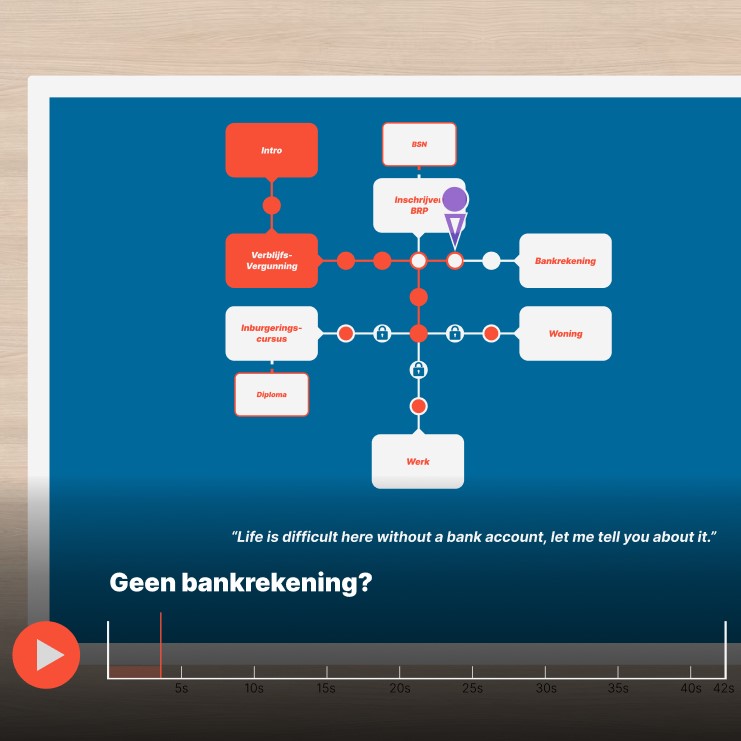 Intro
BSN
Inschrijven
BRP
Verblijfs-
Vergunning
Bankrekening
Inburgerings-
cursus
Woning
Diploma
Werk
“Life is difficult here without a bank account, let me tell you about it.”
Geen bankrekening?
5s 10s 15s 20s 25s 30s 35s 40s 42s